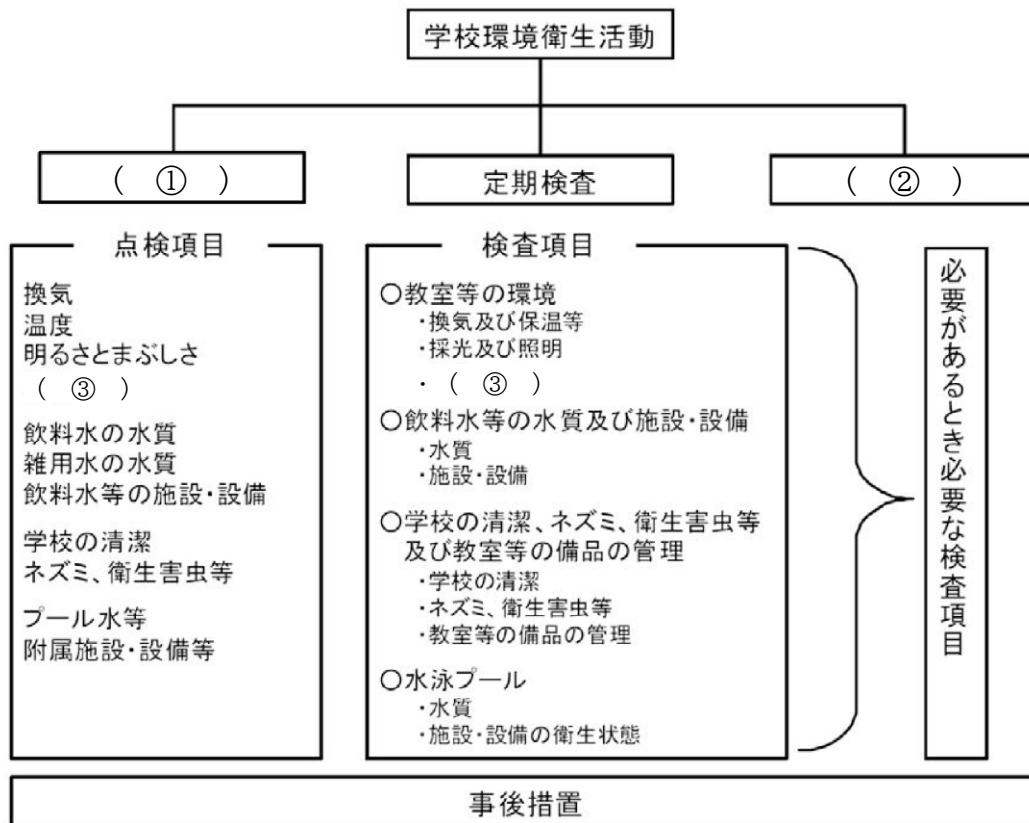 学校環境衛生活動
( ① )
定期検査
( ② )
点検項目
換気
温度
明るさとまぶしさ
( ③ )
飲料水の水質
雑用水の水質
飲料水等の施設・設備
学校の清潔
ネズミ、衛生害虫等
プール水等
附属施設・設備等
検査項目
○教室等の環境
・換気及び保温等
・採光及び照明
・( ③ )
○飲料水等の水質及び施設・設備
・水質
・施設・設備
○学校の清潔、ネズミ、衛生害虫等
及び教室等の備品の管理
・学校の清潔
・ネズミ、衛生害虫等
・教室等の備品の管理
○水泳プール
・水質
・施設・設備の衛生状態
必要があるとき必要な検査項目
事後措置